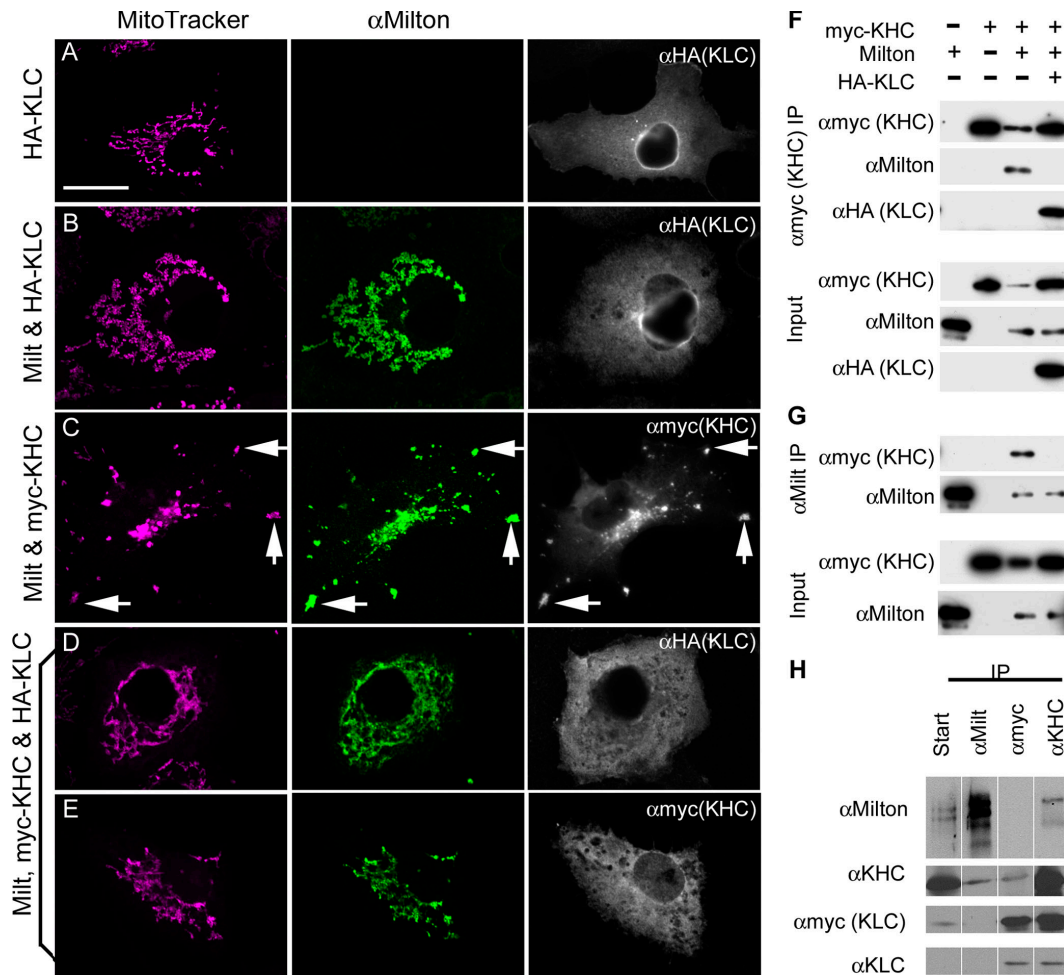 MitoTracker αMilton
A αHA(KLC)
HA-KLC
B αHA(KLC)
Milt & HA-KLC
C αmyc(KHC)
Milt & myc-KHC
D αHA(KLC)
E αmyc(KHC)
Milt, myc-KHC & HA-KLC
F
myc-KHC − + + +
Milton + − + +
HA-KLC − − − +
αmyc (KHC) IP
αmyc (KHC)
αMilton
αHA (KLC)
Input
αmyc (KHC)
αMilton
αHA (KLC)
G
αMilt IP
αmyc (KHC)
αMilton
Input
αmyc (KHC)
αMilton
H
IP
Start αMilt αmyc αKHC
αMilton
αKHC
αmyc (KLC)
αKLC